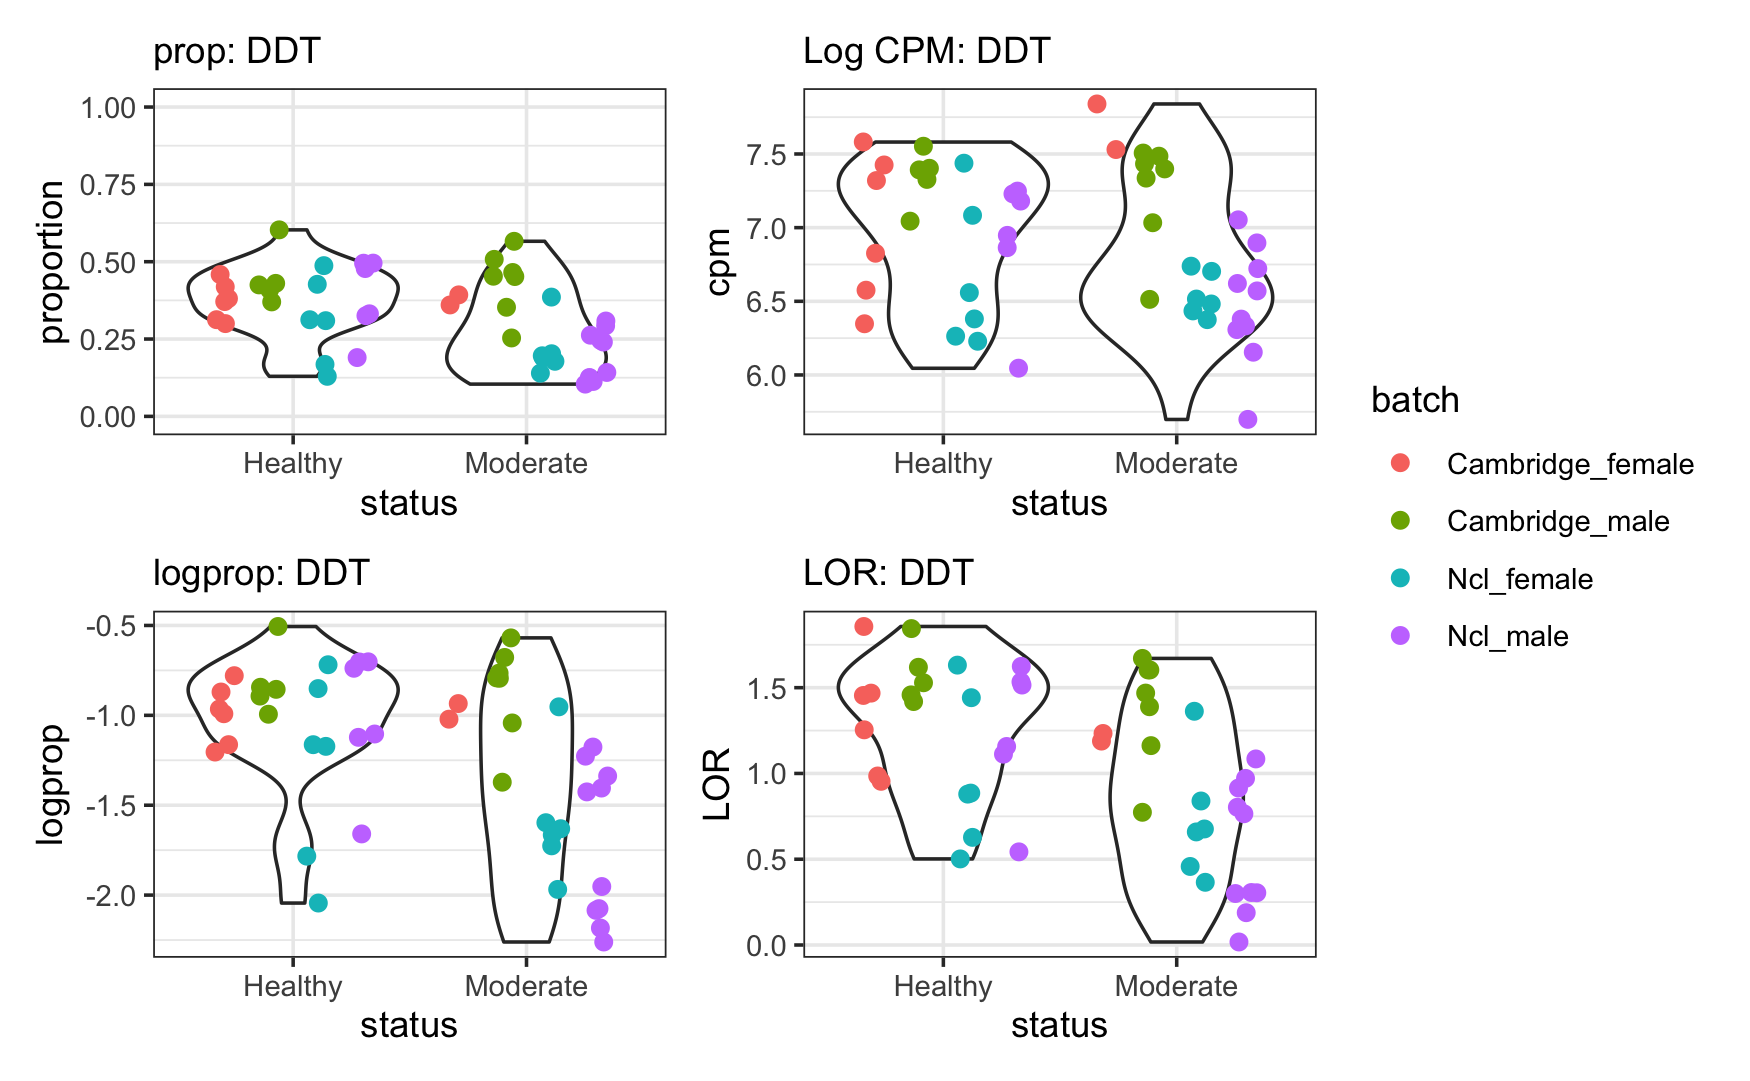 prop: DDT
1.00
0.75
0.50
0.25
0.00
proportion
Healthy
Moderate
status
Log CPM: DDT
7.5
7.0
6.5
6.0
cpm
Healthy
Moderate
status
logprop: DDT
-0.5
-1.0
-1.5
-2.0
logprop
Healthy
Moderate
status
LOR: DDT
1.5
1.0
0.5
0.0
LOR
Healthy
Moderate
status
batch
Cambridge_female
Cambridge_male
Ncl_female
Ncl_male